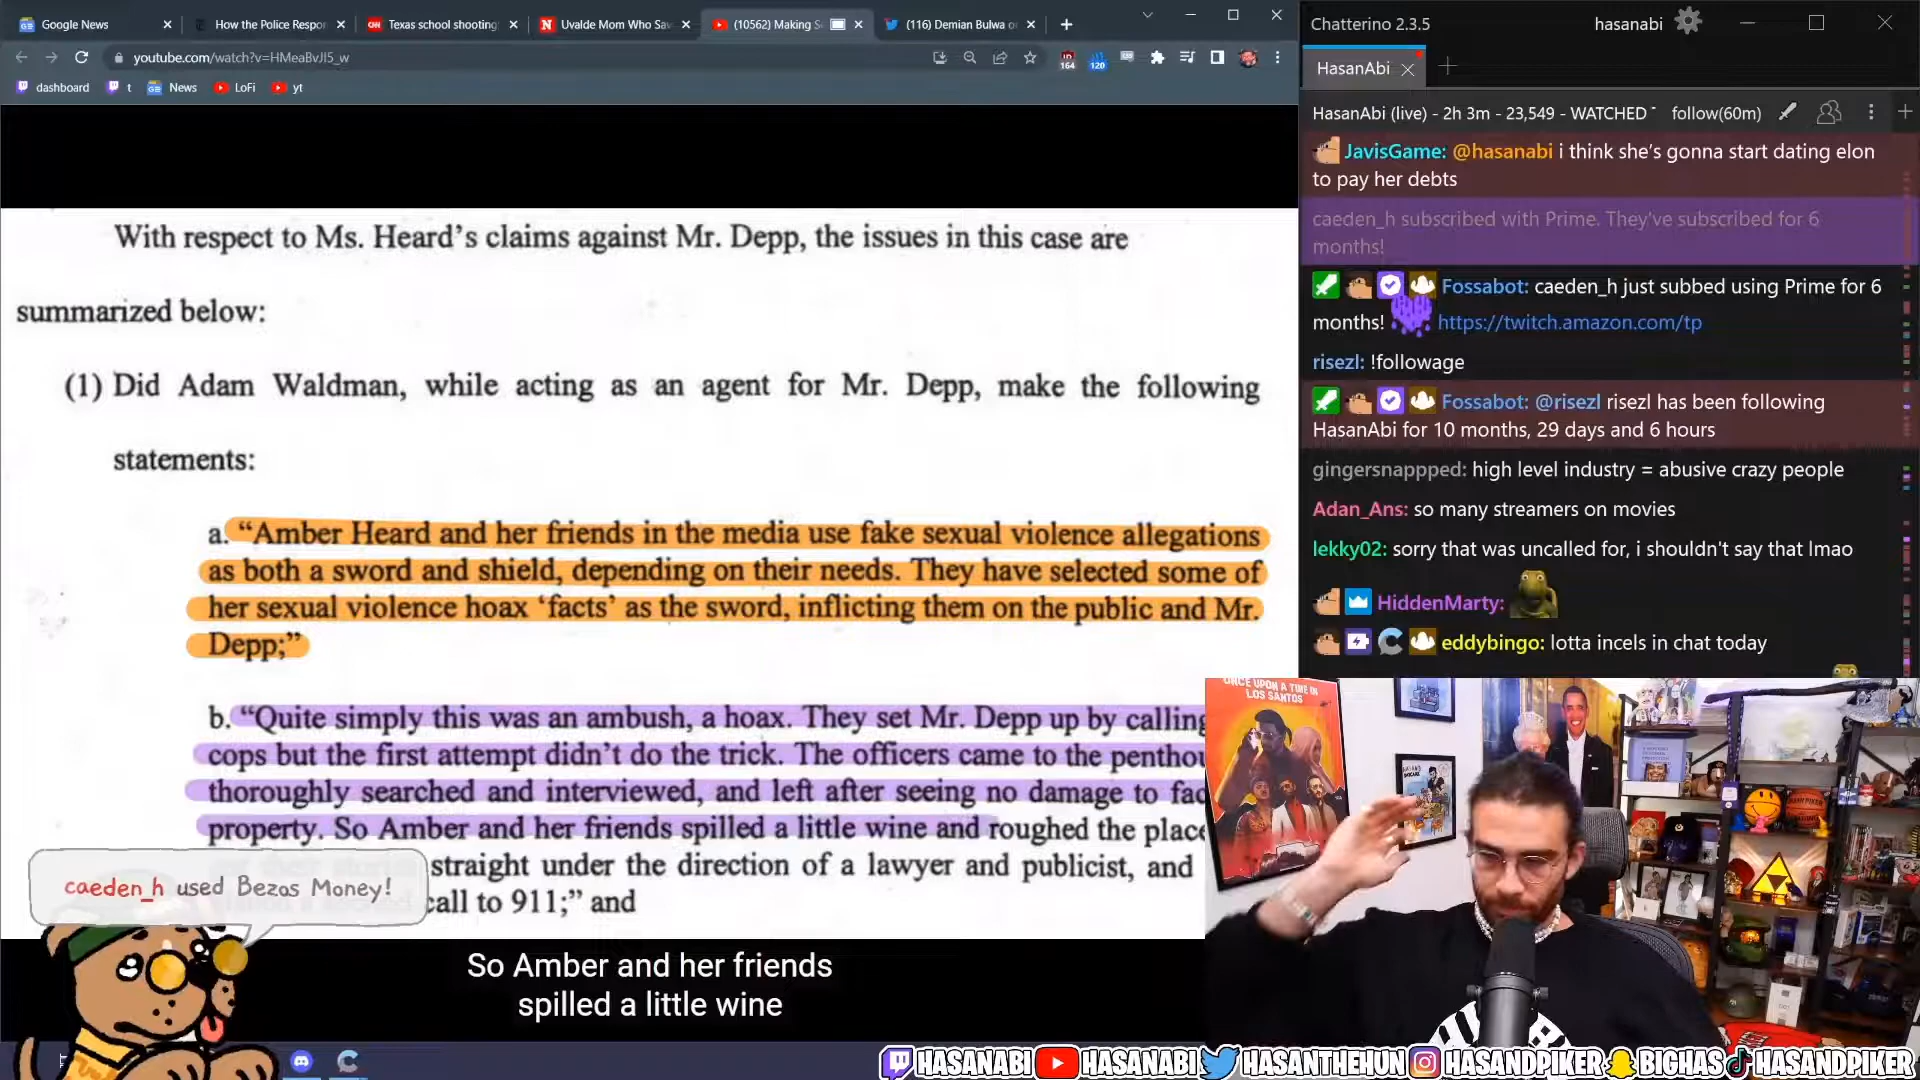 Google News
How the Police Respon
Texas school shooting
Uvalde Mom Who Sav
(10562) Making S
(116) Demian Bulwa o
youtube.com/watch?v=HMeaBvJI5_w
164
120
dashboard
t
News
LoFi
yt
With respect to Ms. Heard's claims against Mr. Depp, the issues in this case are
summarized below:
(1) Did Adam Waldman, while acting as an agent for Mr. Depp, make the following
statements:
a. “Amber Heard and her friends in the media use fake sexual violence allegations
as both a sword and shield, depending on their needs. They have selected some of
her sexual violence hoax ‘facts’ as the sword, inflicting them on the public and Mr.
Depp;”
b. “Quite simply this was an ambush, a hoax. They set Mr. Depp up by calling
cops but the first attempt didn’t do the trick. The officers came to the pentho
thoroughly searched and interviewed, and left after seeing no damage to fac
property. So Amber and her friends spilled a little wine and roughed the place
straight under the direction of a lawyer and publicist, and
call to 911;” and
caeden_h used Bezos Money!
So Amber and her friends
spilled a little wine
Chatterino 2.3.5
hasanabi
HasanAbi
HasanAbi (live) - 2h 3m - 23,549 - WATCHED
follow(60m)
JavisGame: @hasanabi i think she’s gonna start dating elon
to pay her debts
caeden_h subscribed with Prime. They've subscribed for 6
months!
Fossabot: caeden_h just subbed using Prime for 6
months! https://twitch.amazon.com/tp
risezl: !followage
Fossabot: @risezl risezl has been following
HasanAbi for 10 months, 29 days and 6 hours
gingersnappped: high level industry = abusive crazy people
Adan_Ans: so many streamers on movies
lekky02: sorry that was uncalled for, i shouldn't say that lmao
HiddenMarty:
eddybingo: lotta incels in chat today
ONCE UPON A TIME IN
LOS SANTOS
HASANABI
HASANABI
HASANTHEHUN
HASANDPIKER
BIGHAS
HASANDPIKER